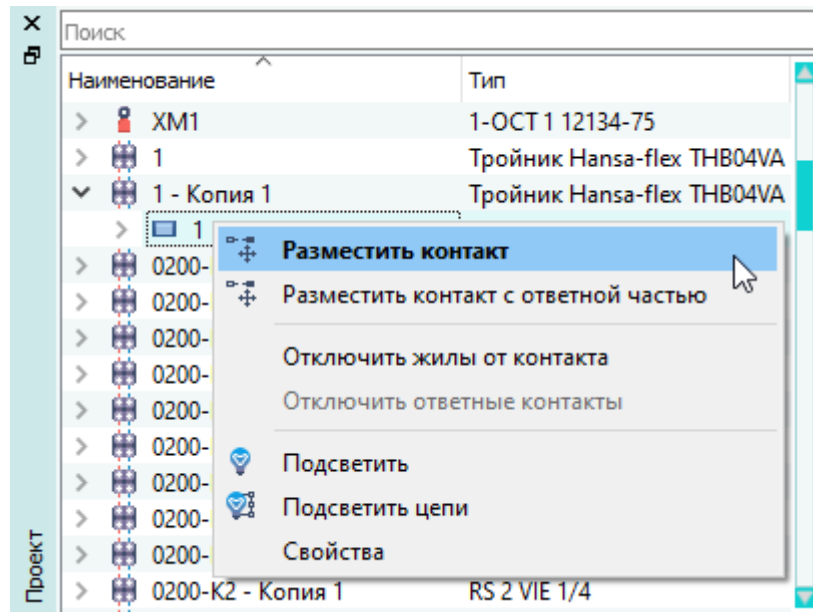 Поиск
Наименование Тип
XM1 1-ОСТ 1 12134-75
1 Тройник Hansa-flex THB04VA
1 - Копия 1 Тройник Hansa-flex THB04VA
1
Разместить контакт
0200-
Разместить контакт с ответной частью
0200-
0200-
Отключить жилы от контакта
0200-
Отключить ответные контакты
0200-
0200-
Подсветить
0200-
Подсветить цепи
0200-
Свойства
0200-
0200-K2 - Копия 1 RS 2 VIE 1/4
Проект